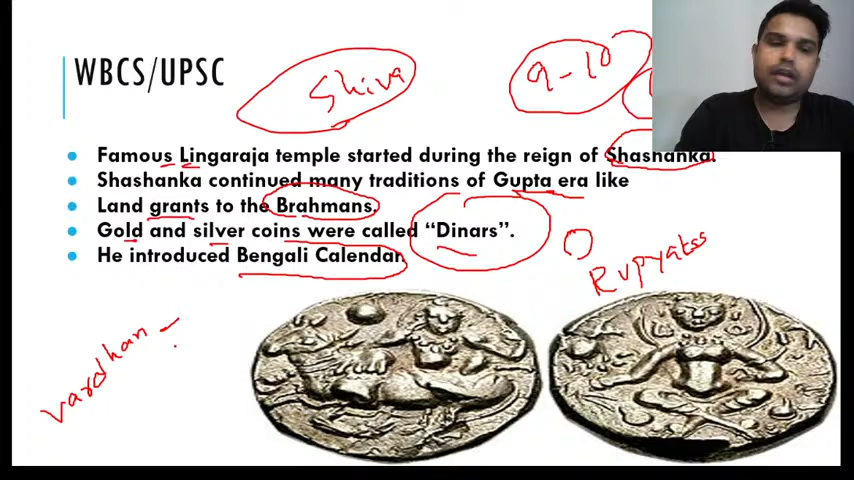 WBCS/UPSC
Shiva
9-10
Famous Lingaraja temple started during the reign of Shashanka.
Shashanka continued many traditions of Gupta era like
Land grants to the Brahmans.
Gold and silver coins were called "Dinars".
He introduced Bengali Calendar.
Rupyakas
Vardhan -